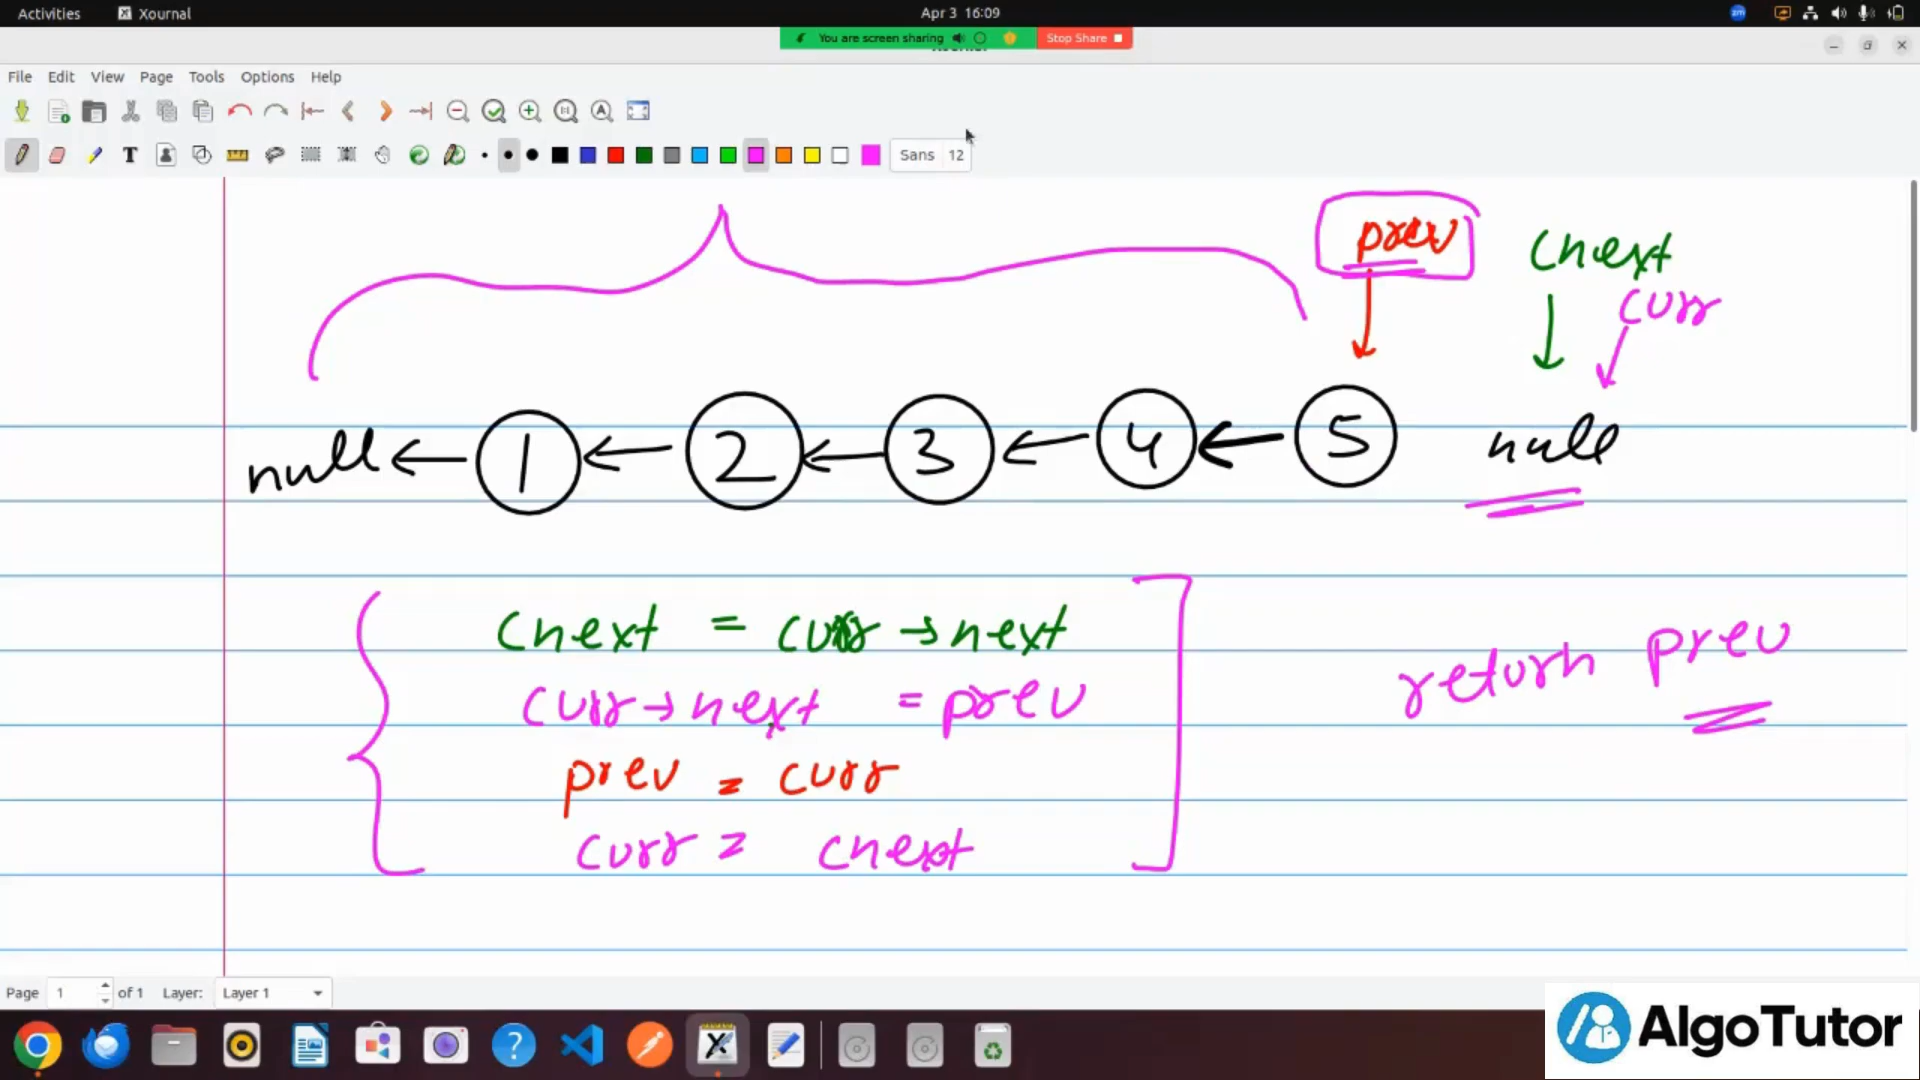 Activities Xournal Apr 3 16:09 zm
You are screen sharing Stop Share
File Edit View Page Tools Options Help
Sans 12
prev cnext
curr
null 1 2 3 4 5 null
cnext = curr → next
curr → next = prev
return prev
prev = curr
curr = cnext
Page 1 of 1 Layer: Layer 1
AlgoTutor